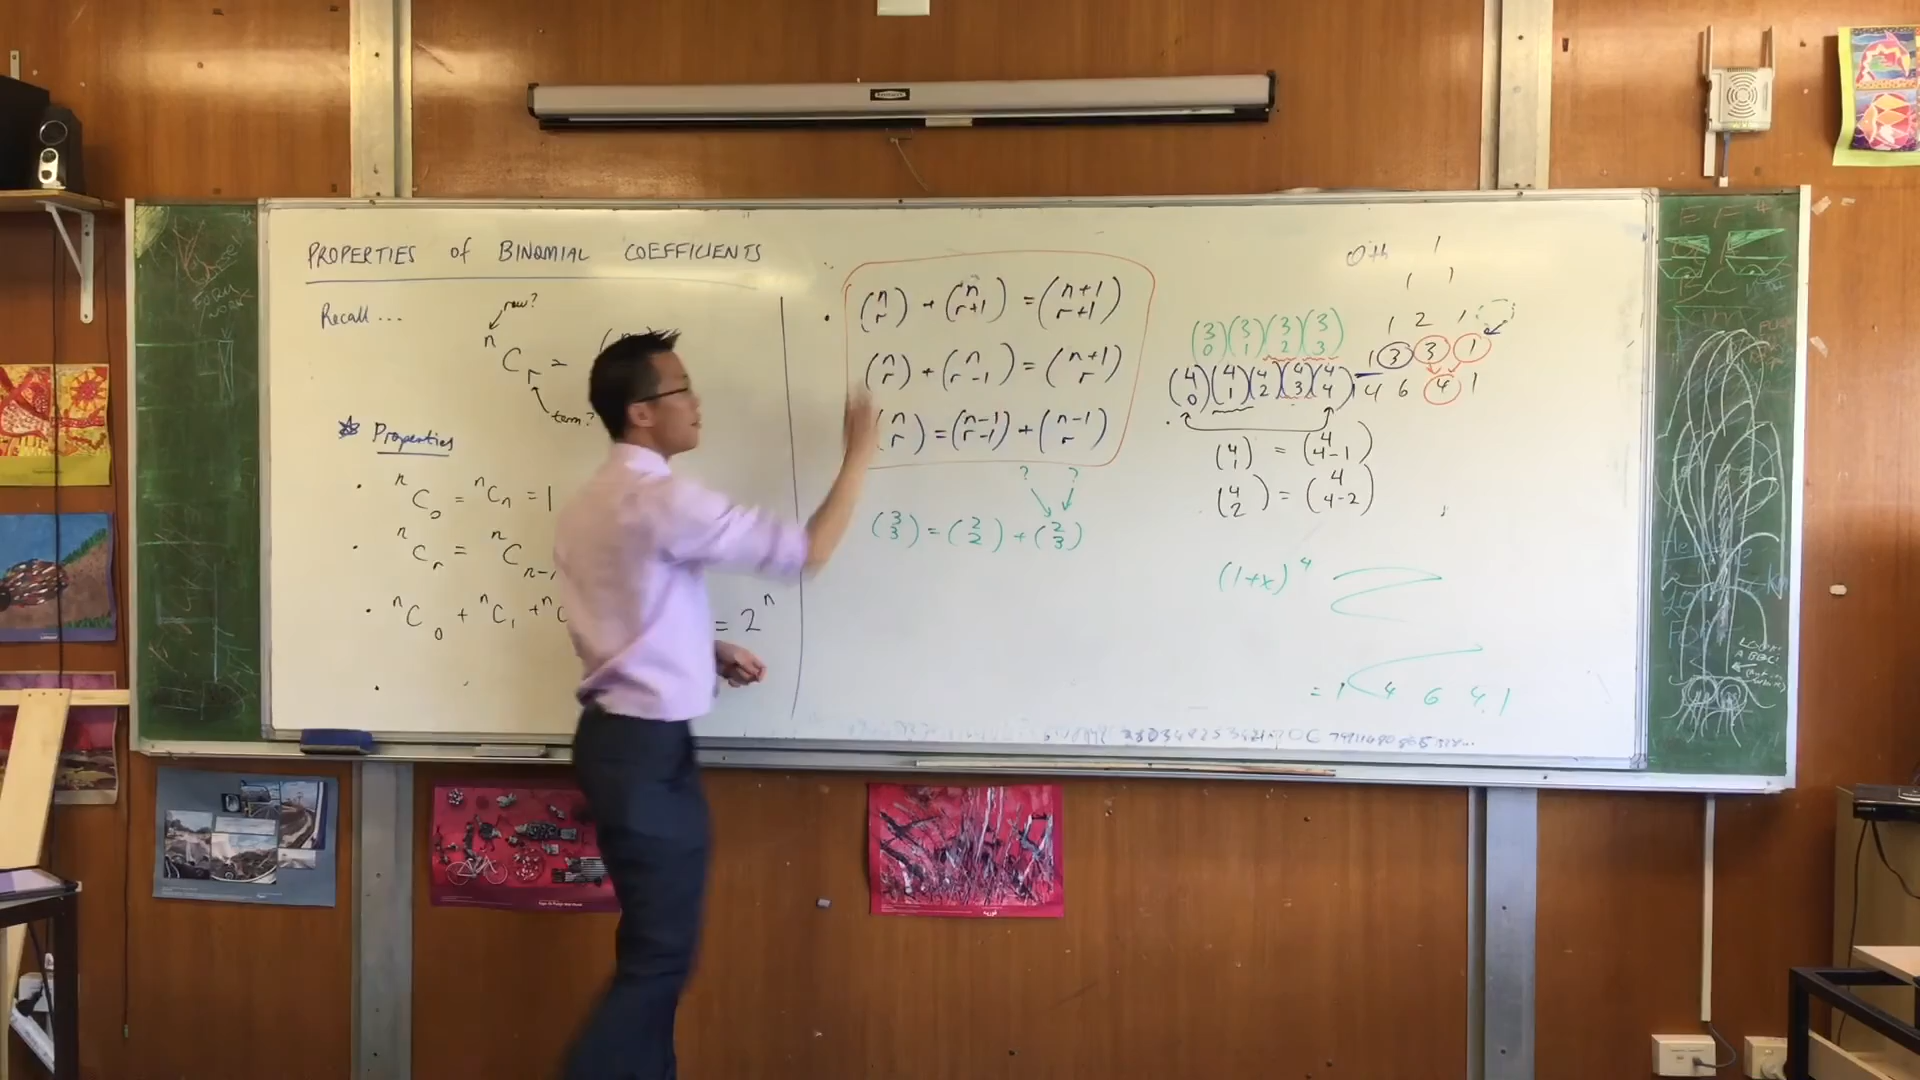 PROPERTIES of BINOMIAL COEFFICIENTS
Recall ...
row?
ⁿCᵣ =
term?
Properties
• ⁿC₀ = ⁿCₙ = 1
• ⁿCᵣ = ⁿCₙ₋
• ⁿC₀ + ⁿC₁ + ⁿC = 2ⁿ
•
• (n r) + (n r+1) = (n+1 r+1)
(n r) + (n r-1) = (n+1 r)
(n r) = (n-1 r-1) + (n-1 r)
? ?
(3 3) = (2 2) + (2 3)
0th 1
1 1
1 2 1
(3 0) (3 1) (3 2) (3 3) 1 3 3 1
(4 0) (4 1) (4 2) (4 3) (4 4) 1 4 6 4 1
(4 1) = (4 4-1)
(4 2) = (4 4-2)
(1+x)⁴
= 1 4 6 4 1